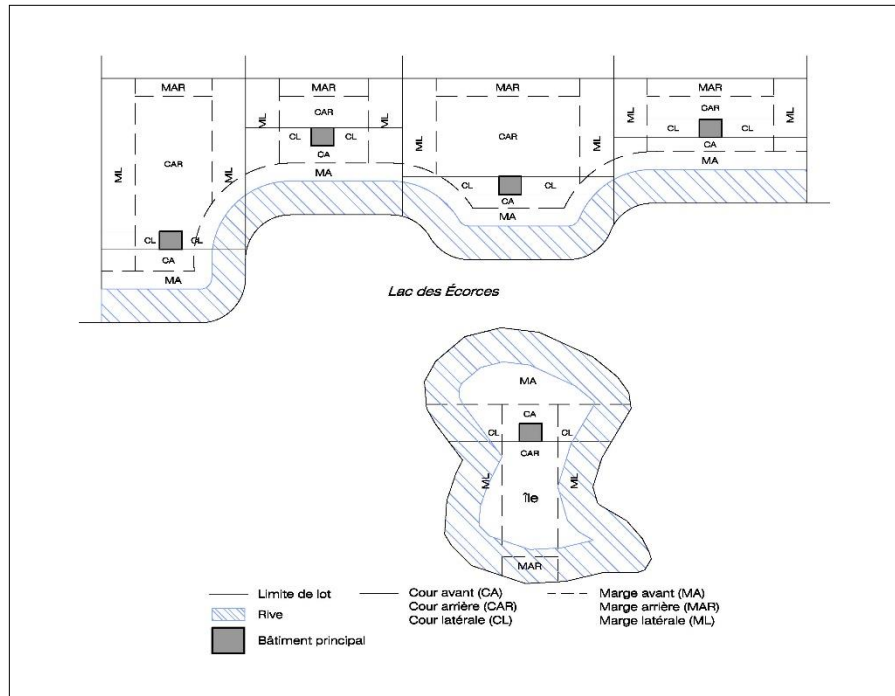 MAR
MAR
MAR
MAR
ML
ML
ML
CAR
ML
ML
CAR
ML
ML
CAR
ML
CAR
CL
CL
CL
CL
CA
MA
CL
CL
CA
MA
CA
MA
CL
CL
CA
MA
Lac des Écorces
MA
CA
CL
CL
CAR
ML
ML
île
MAR
Limite de lot
Rive
Bâtiment principal
Cour avant (CA)
Cour arrière (CAR)
Cour latérale (CL)
Marge avant (MA)
Marge arrière (MAR)
Marge latérale (ML)